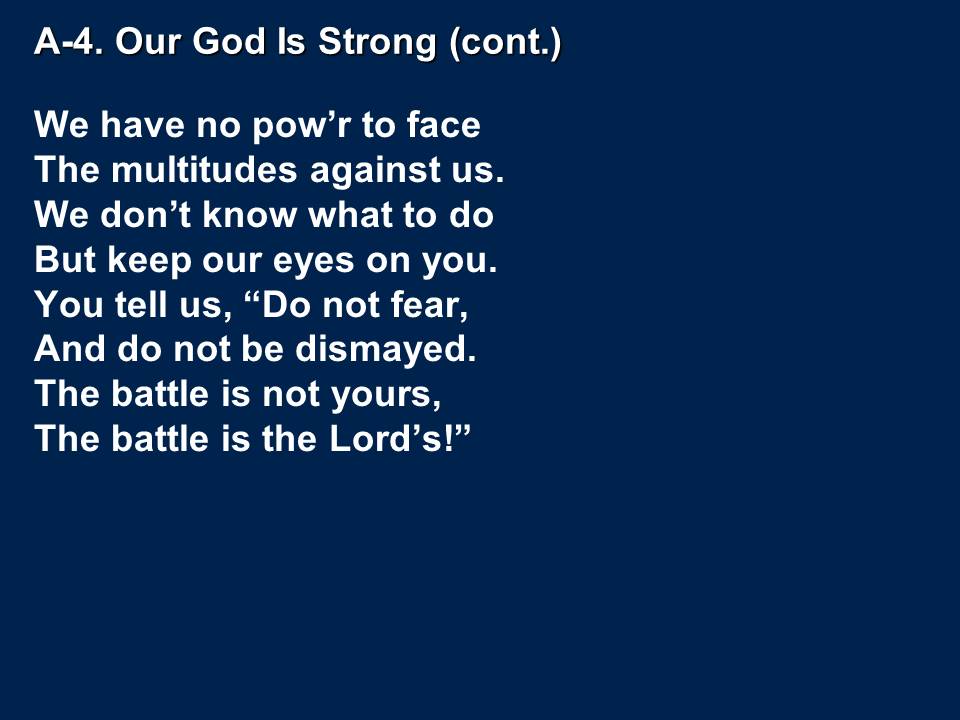 A-4. Our God Is Strong (cont.)
We have no pow’r to face
The multitudes against us.
We don’t know what to do
But keep our eyes on you.
You tell us, “Do not fear,
And do not be dismayed.
The battle is not yours,
The battle is the Lord’s!”